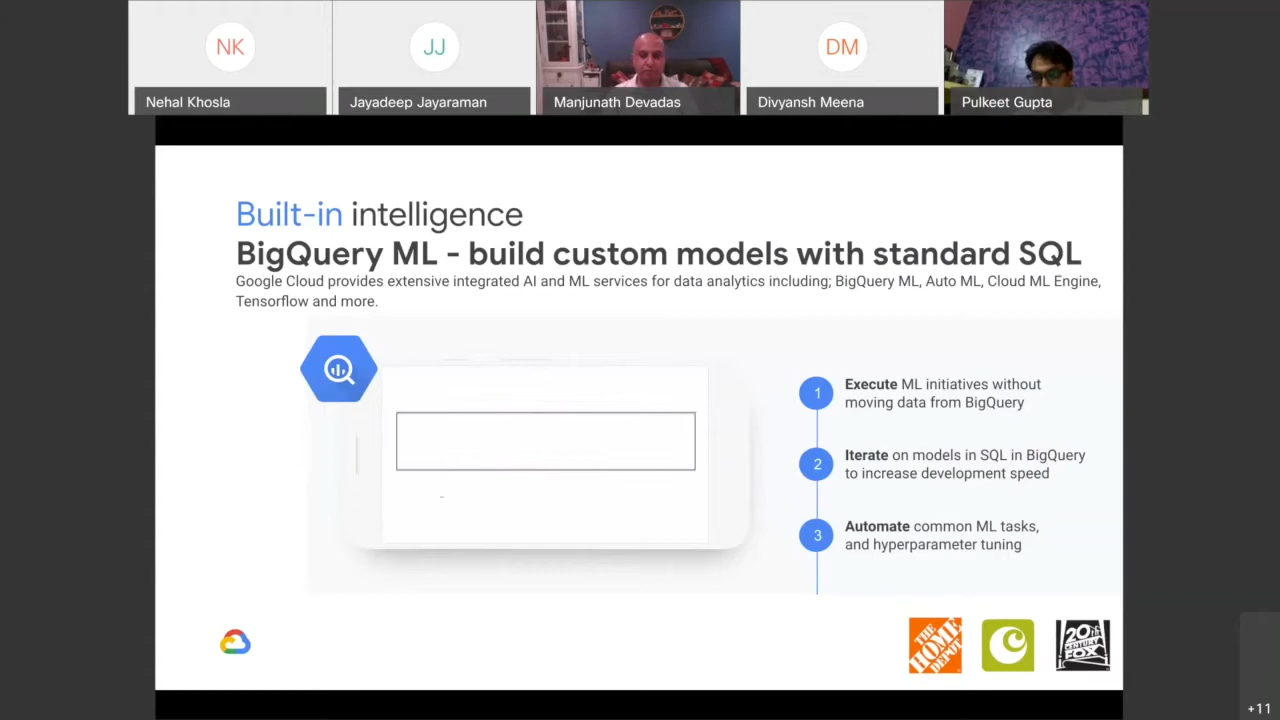 NK
JJ
DM
Nehal Khosla
Jayadeep Jayaraman
Manjunath Devadas
Divyansh Meena
Pulkeet Gupta
Built-in intelligence
BigQuery ML - build custom models with standard SQL
Google Cloud provides extensive integrated AI and ML services for data analytics including; BigQuery ML, Auto ML, Cloud ML Engine,
Tensorflow and more.
1
Execute ML initiatives without
moving data from BigQuery
2
Iterate on models in SQL in BigQuery
to increase development speed
3
Automate common ML tasks,
and hyperparameter tuning
THE
HOME
DEPOT
20th
CENTURY
FOX
+11